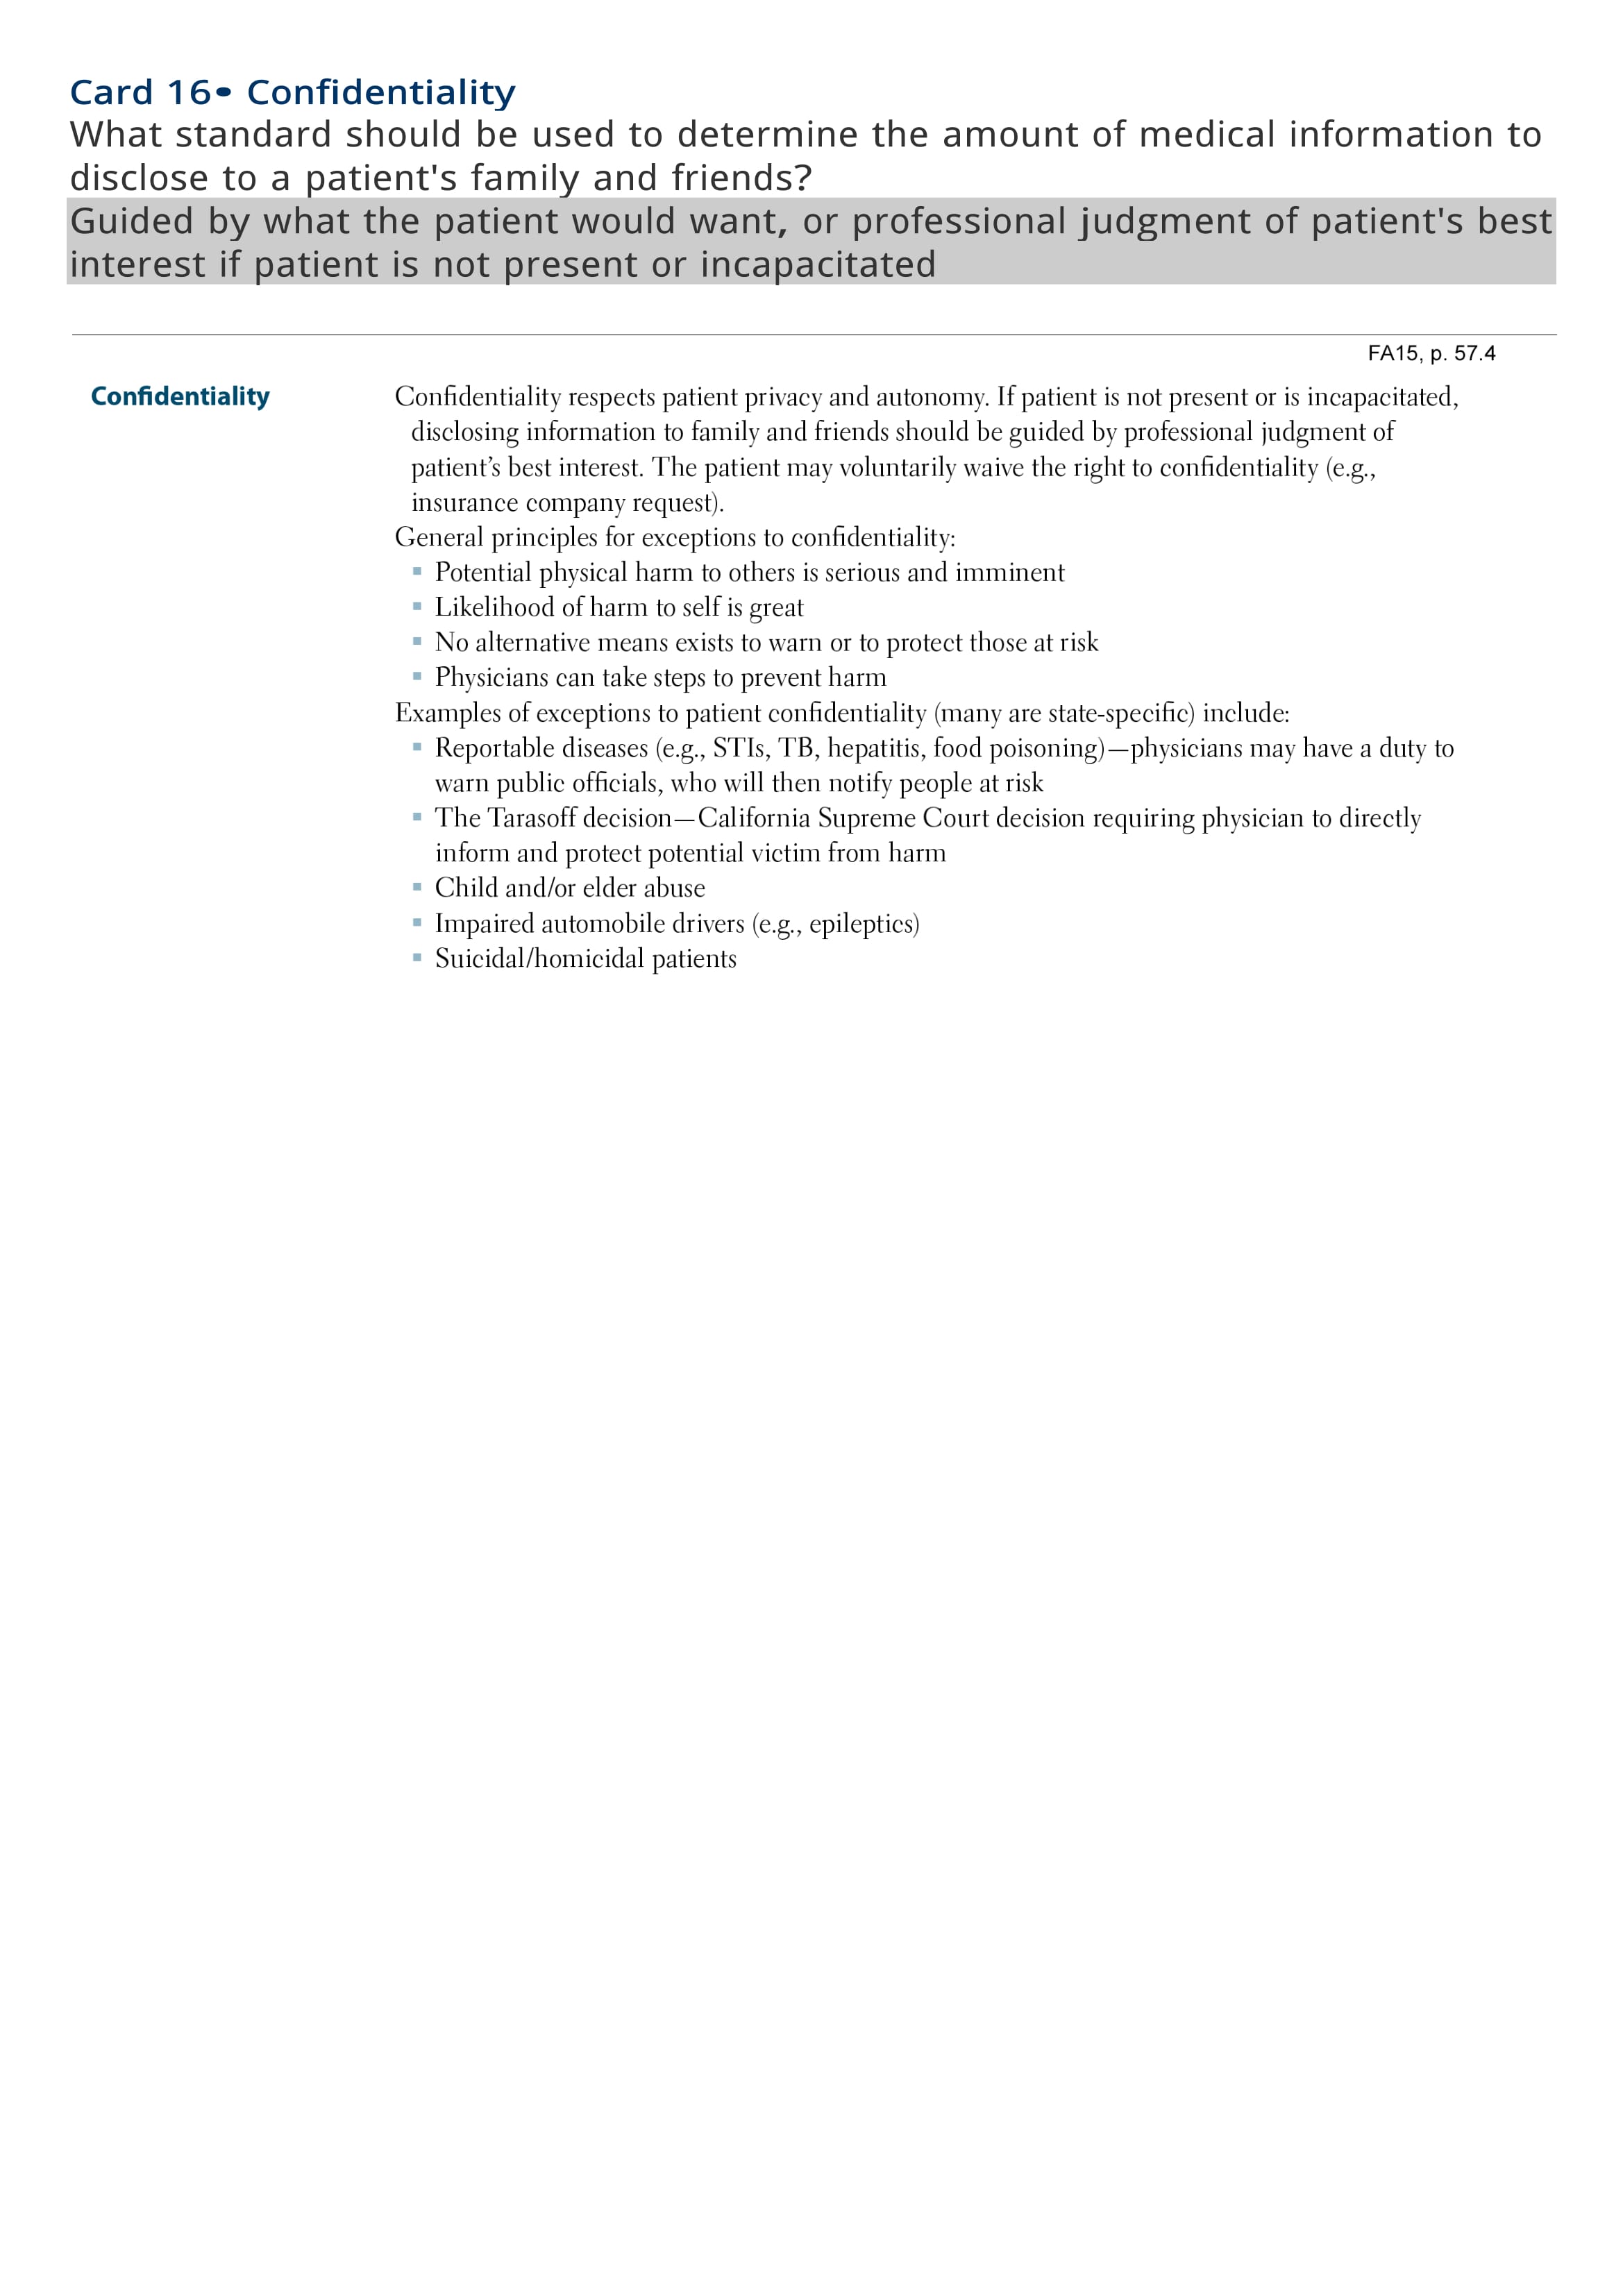 Card 16• Confidentiality
What standard should be used to determine the amount of medical information to
disclose to a patient's family and friends?
Guided by what the patient would want, or professional judgment of patient's best
interest if patient is not present or incapacitated
FA15, p. 57.4
Confidentiality
Confidentiality respects patient privacy and autonomy. If patient is not present or is incapacitated,
disclosing information to family and friends should be guided by professional judgment of
patient’s best interest. The patient may voluntarily waive the right to confidentiality (e.g.,
insurance company request).
General principles for exceptions to confidentiality:
▪ Potential physical harm to others is serious and imminent
▪ Likelihood of harm to self is great
▪ No alternative means exists to warn or to protect those at risk
▪ Physicians can take steps to prevent harm
Examples of exceptions to patient confidentiality (many are state-specific) include:
▪ Reportable diseases (e.g., STIs, TB, hepatitis, food poisoning)—physicians may have a duty to
warn public officials, who will then notify people at risk
▪ The Tarasoff decision—California Supreme Court decision requiring physician to directly
inform and protect potential victim from harm
▪ Child and/or elder abuse
▪ Impaired automobile drivers (e.g., epileptics)
▪ Suicidal/homicidal patients